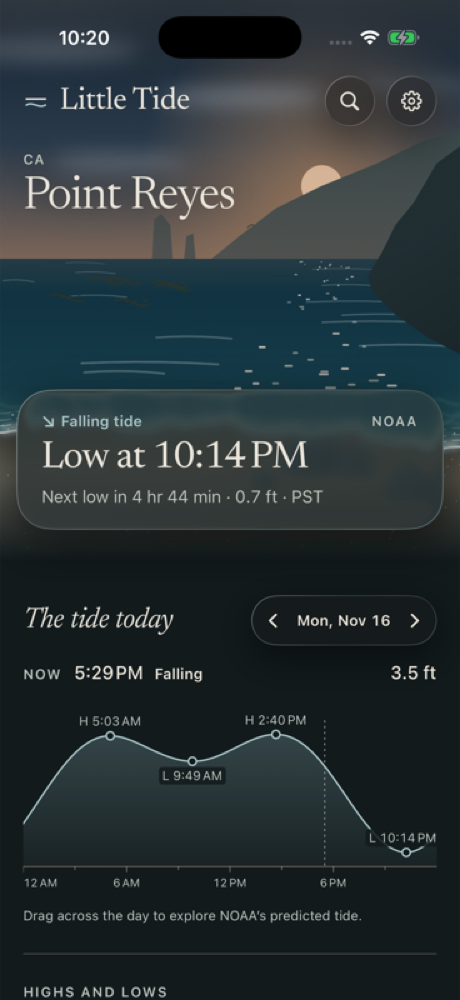 10:20
Little Tide
CA
Point Reyes
Falling tide
NOAA
Low at 10:14 PM
Next low in 4 hr 44 min · 0.7 ft · PST
The tide today
Mon, Nov 16
NOW 5:29 PM Falling
3.5 ft
H 5:03 AM
H 2:40 PM
L 9:49 AM
L 10:14 PM
12 AM
6 AM
12 PM
6 PM
Drag across the day to explore NOAA's predicted tide.
HIGHS AND LOWS